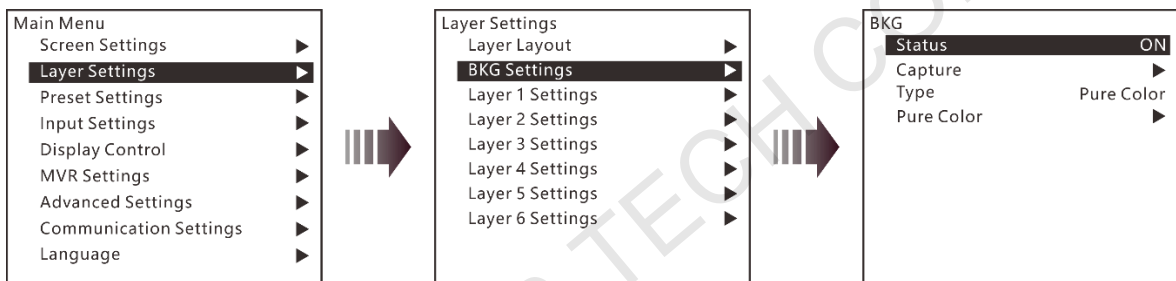 Main Menu
Screen Settings
Layer Settings
Preset Settings
Input Settings
Display Control
MVR Settings
Advanced Settings
Communication Settings
Language
Layer Settings
Layer Layout
BKG Settings
Layer 1 Settings
Layer 2 Settings
Layer 3 Settings
Layer 4 Settings
Layer 5 Settings
Layer 6 Settings
BKG
Status ON
Capture
Type Pure Color
Pure Color
TECH CO